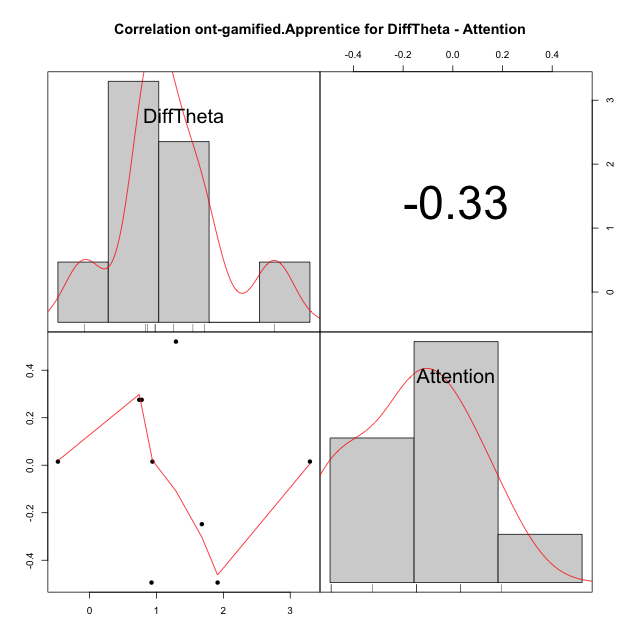 Correlation ont-gamified.Apprentice for DiffTheta - Attention
-0.4 -0.2 0.0 0.2 0.4
DiffTheta
-0.33
3
2
1
0
0.4
0.2
0.0
-0.2
-0.4
Attention
0 1 2 3